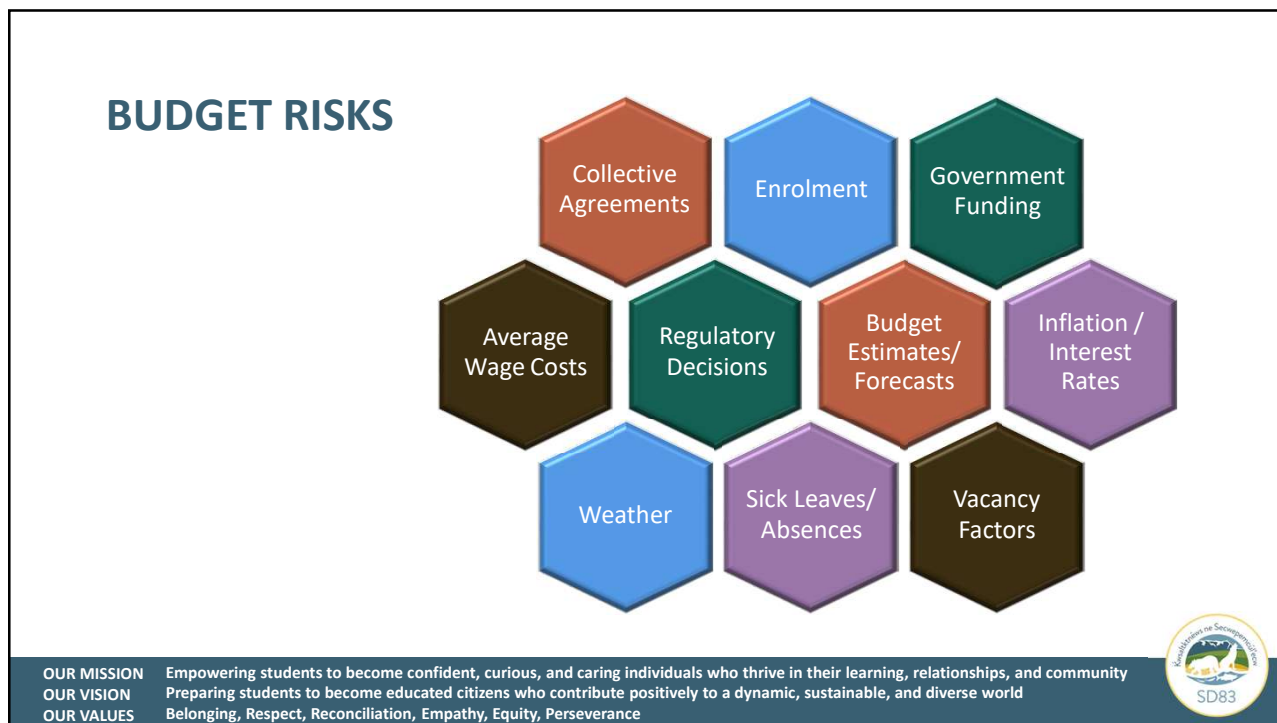 BUDGET RISKS
Collective
Agreements
Enrolment
Government
Funding
Average
Wage Costs
Regulatory
Decisions
Budget
Estimates/
Forecasts
Inflation /
Interest
Rates
Weather
Sick Leaves/
Absences
Vacancy
Factors
OUR MISSION Empowering students to become confident, curious, and caring individuals who thrive in their learning, relationships, and community
OUR VISION Preparing students to become educated citizens who contribute positively to a dynamic, sustainable, and diverse world
OUR VALUES Belonging, Respect, Reconciliation, Empathy, Equity, Perseverance
ne
SD83